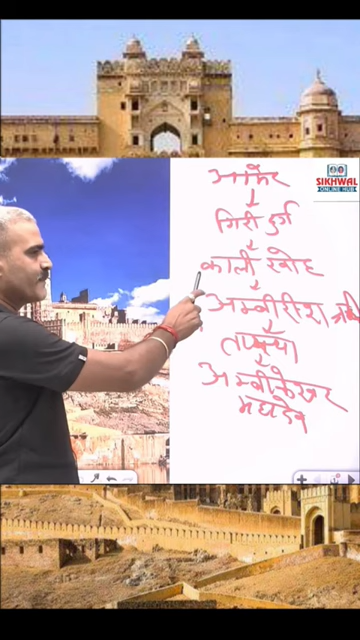 SIKHWAL
ONLINE HUB
आमेर
गिरी दुर्ग
काली खोह
अम्बरीश
तपस्या
अम्बीकेश्वर
महादेव